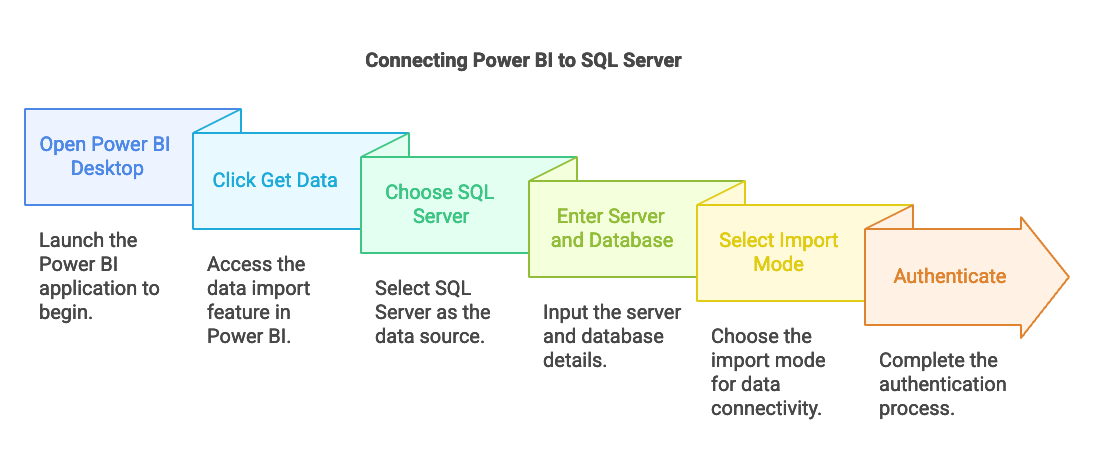 Connecting Power BI to SQL Server
Open Power BI
Desktop
Launch the
Power BI
application to
begin.
Click Get Data
Access the
data import
feature in
Power BI.
Choose SQL
Server
Select SQL
Server as the
data source.
Enter Server
and Database
Input the server
and database
details.
Select Import
Mode
Choose the
import mode
for data
connectivity.
Authenticate
Complete the
authentication
process.